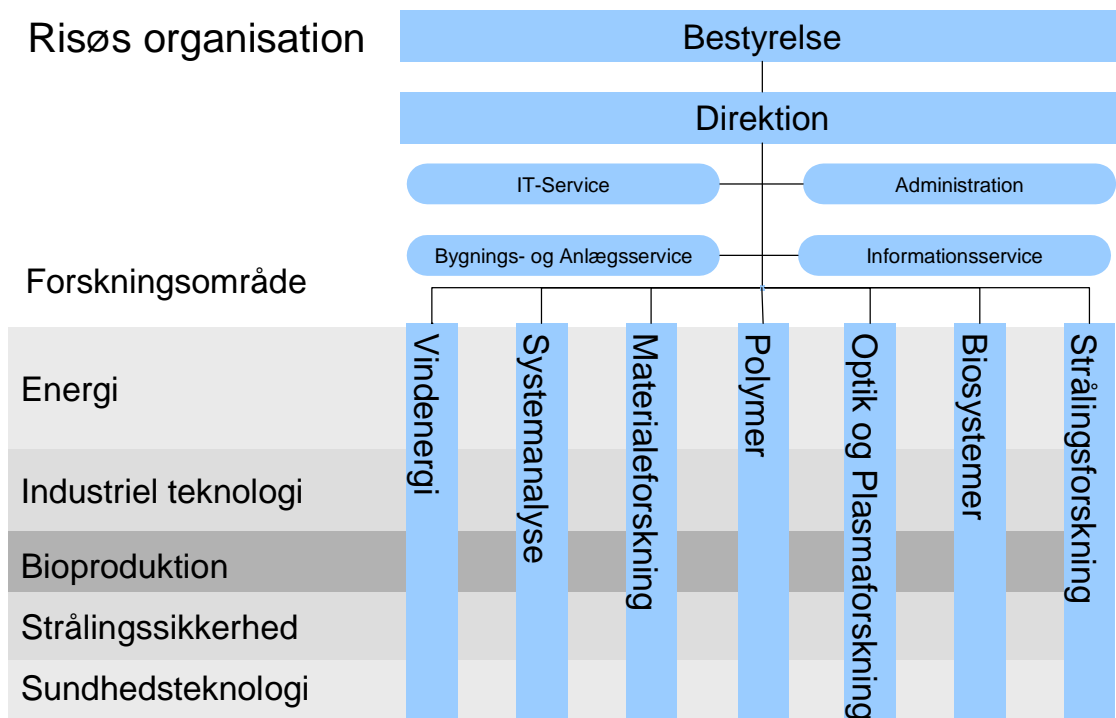 Risøs organisation
Bestyrelse
Direktion
IT-Service
Administration
Bygnings- og Anlægsservice
Informationsservice
Forskningsområde
Vindenergi
Systemanalyse
Materialeforskning
Polymer
Optik og Plasmaforskning
Biosystemer
Strålingsforskning
Energi
Industriel teknologi
Bioproduktion
Strålingssikkerhed
Sundhedsteknologi